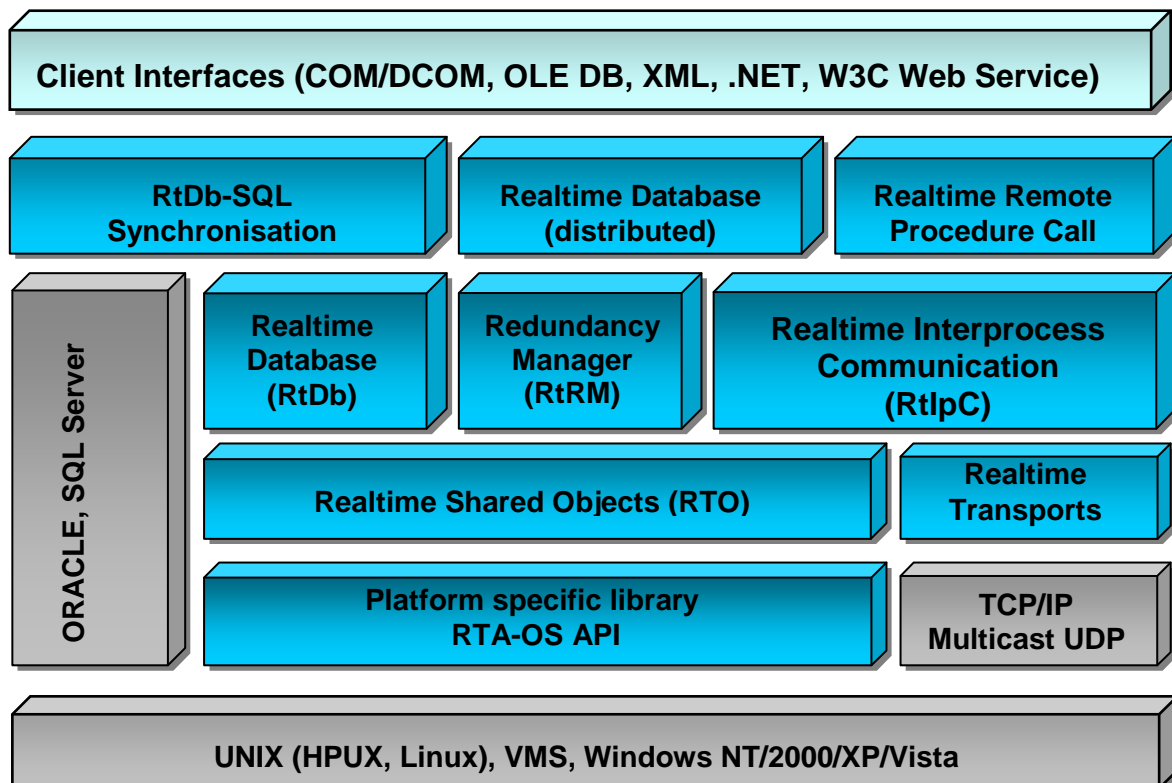 Client Interfaces (COM/DCOM, OLE DB, XML, .NET, W3C Web Service)
RtDb-SQL
Synchronisation
Realtime Database
(distributed)
Realtime Remote
Procedure Call
ORACLE, SQL Server
Realtime
Database
(RtDb)
Redundancy
Manager
(RtRM)
Realtime Interprocess
Communication
(RtIpC)
Realtime Shared Objects (RTO)
Realtime
Transports
Platform specific library
RTA-OS API
TCP/IP
Multicast UDP
UNIX (HPUX, Linux), VMS, Windows NT/2000/XP/Vista